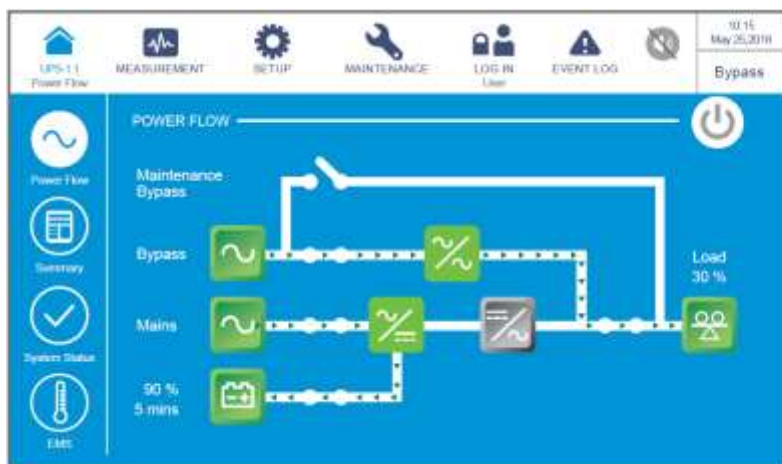 UPS-1.1
Power Flow
MEASUREMENT
SETUP
MAINTENANCE
LOG IN
User
EVENT LOG
10:15
May 25,2018
Bypass
Power Flow
Summary
System Status
EMS
POWER FLOW
Maintenance
Bypass
Bypass
Mains
90 %
5 mins
Load
30 %